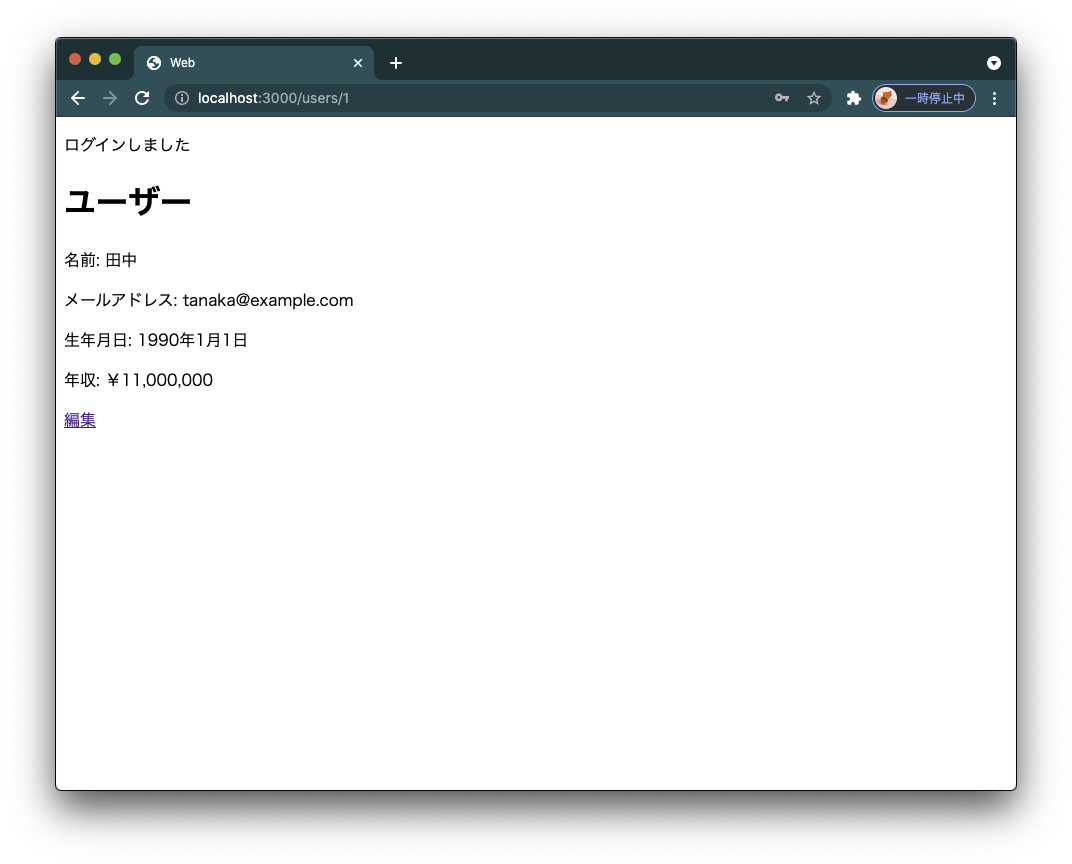 Web
localhost:3000/users/1
一時停止中
ログインしました
ユーザー
名前: 田中
メールアドレス: tanaka@example.com
生年月日: 1990年1月1日
年収: ￥11,000,000
編集